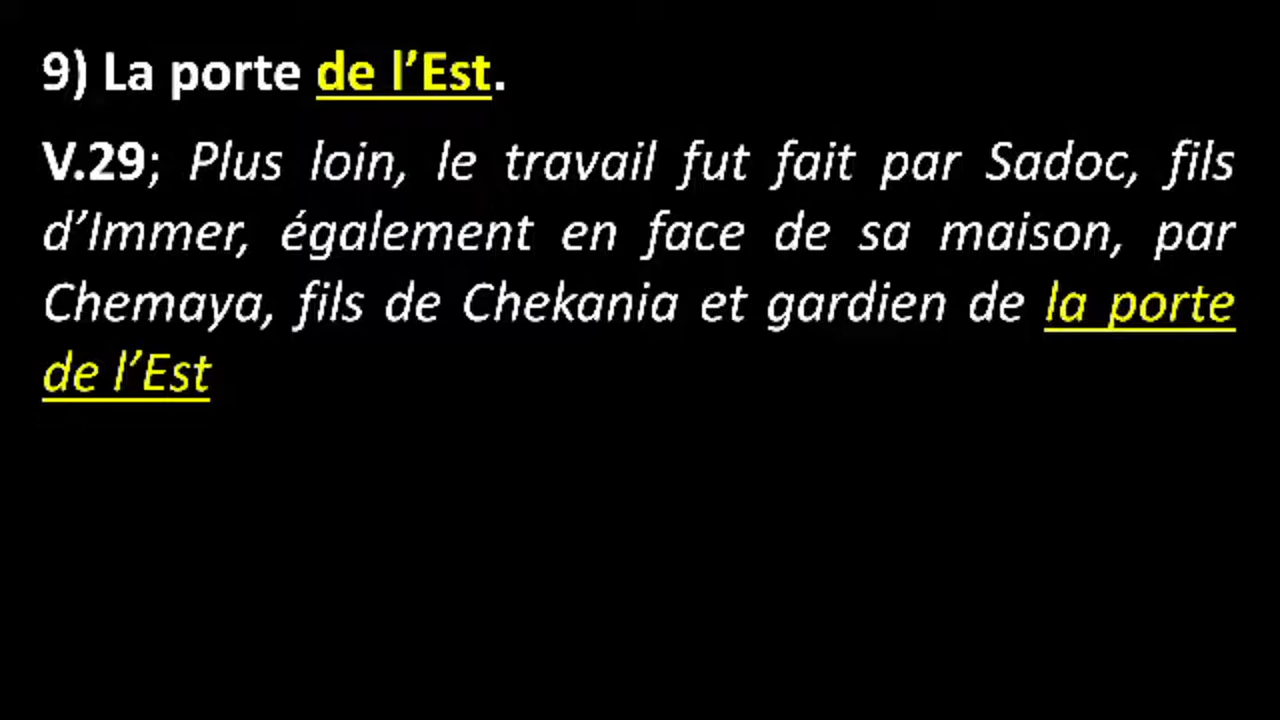 9) La porte de l’Est.
V.29; Plus loin, le travail fut fait par Sadoc, fils
d’Immer, également en face de sa maison, par
Chemaya, fils de Chekania et gardien de la porte
de l’Est